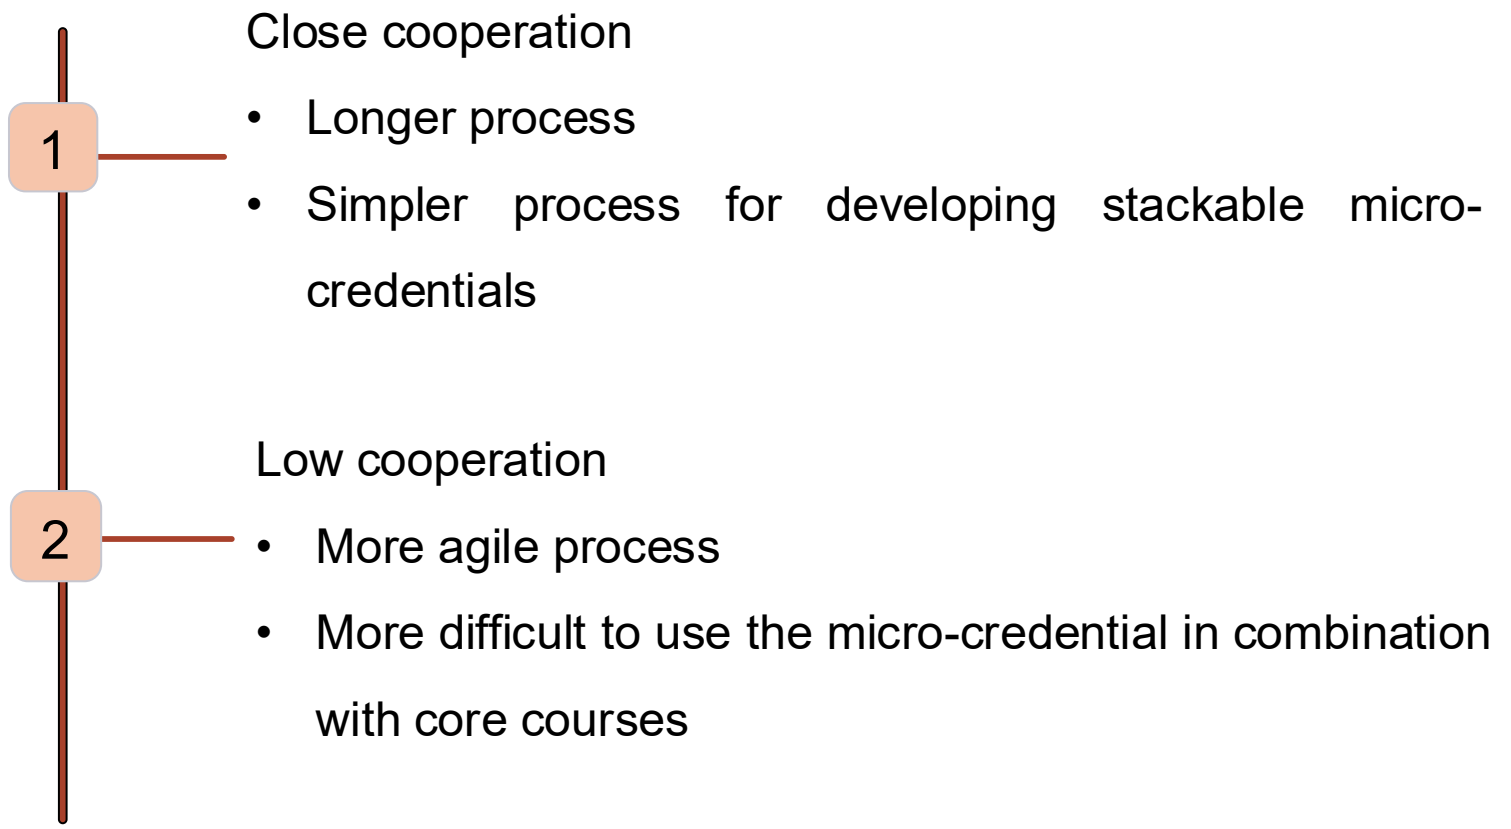 Close cooperation
• Longer process
1
• Simpler process for developing stackable micro-
credentials
Low cooperation
2
• More agile process
• More difficult to use the micro-credential in combination
with core courses